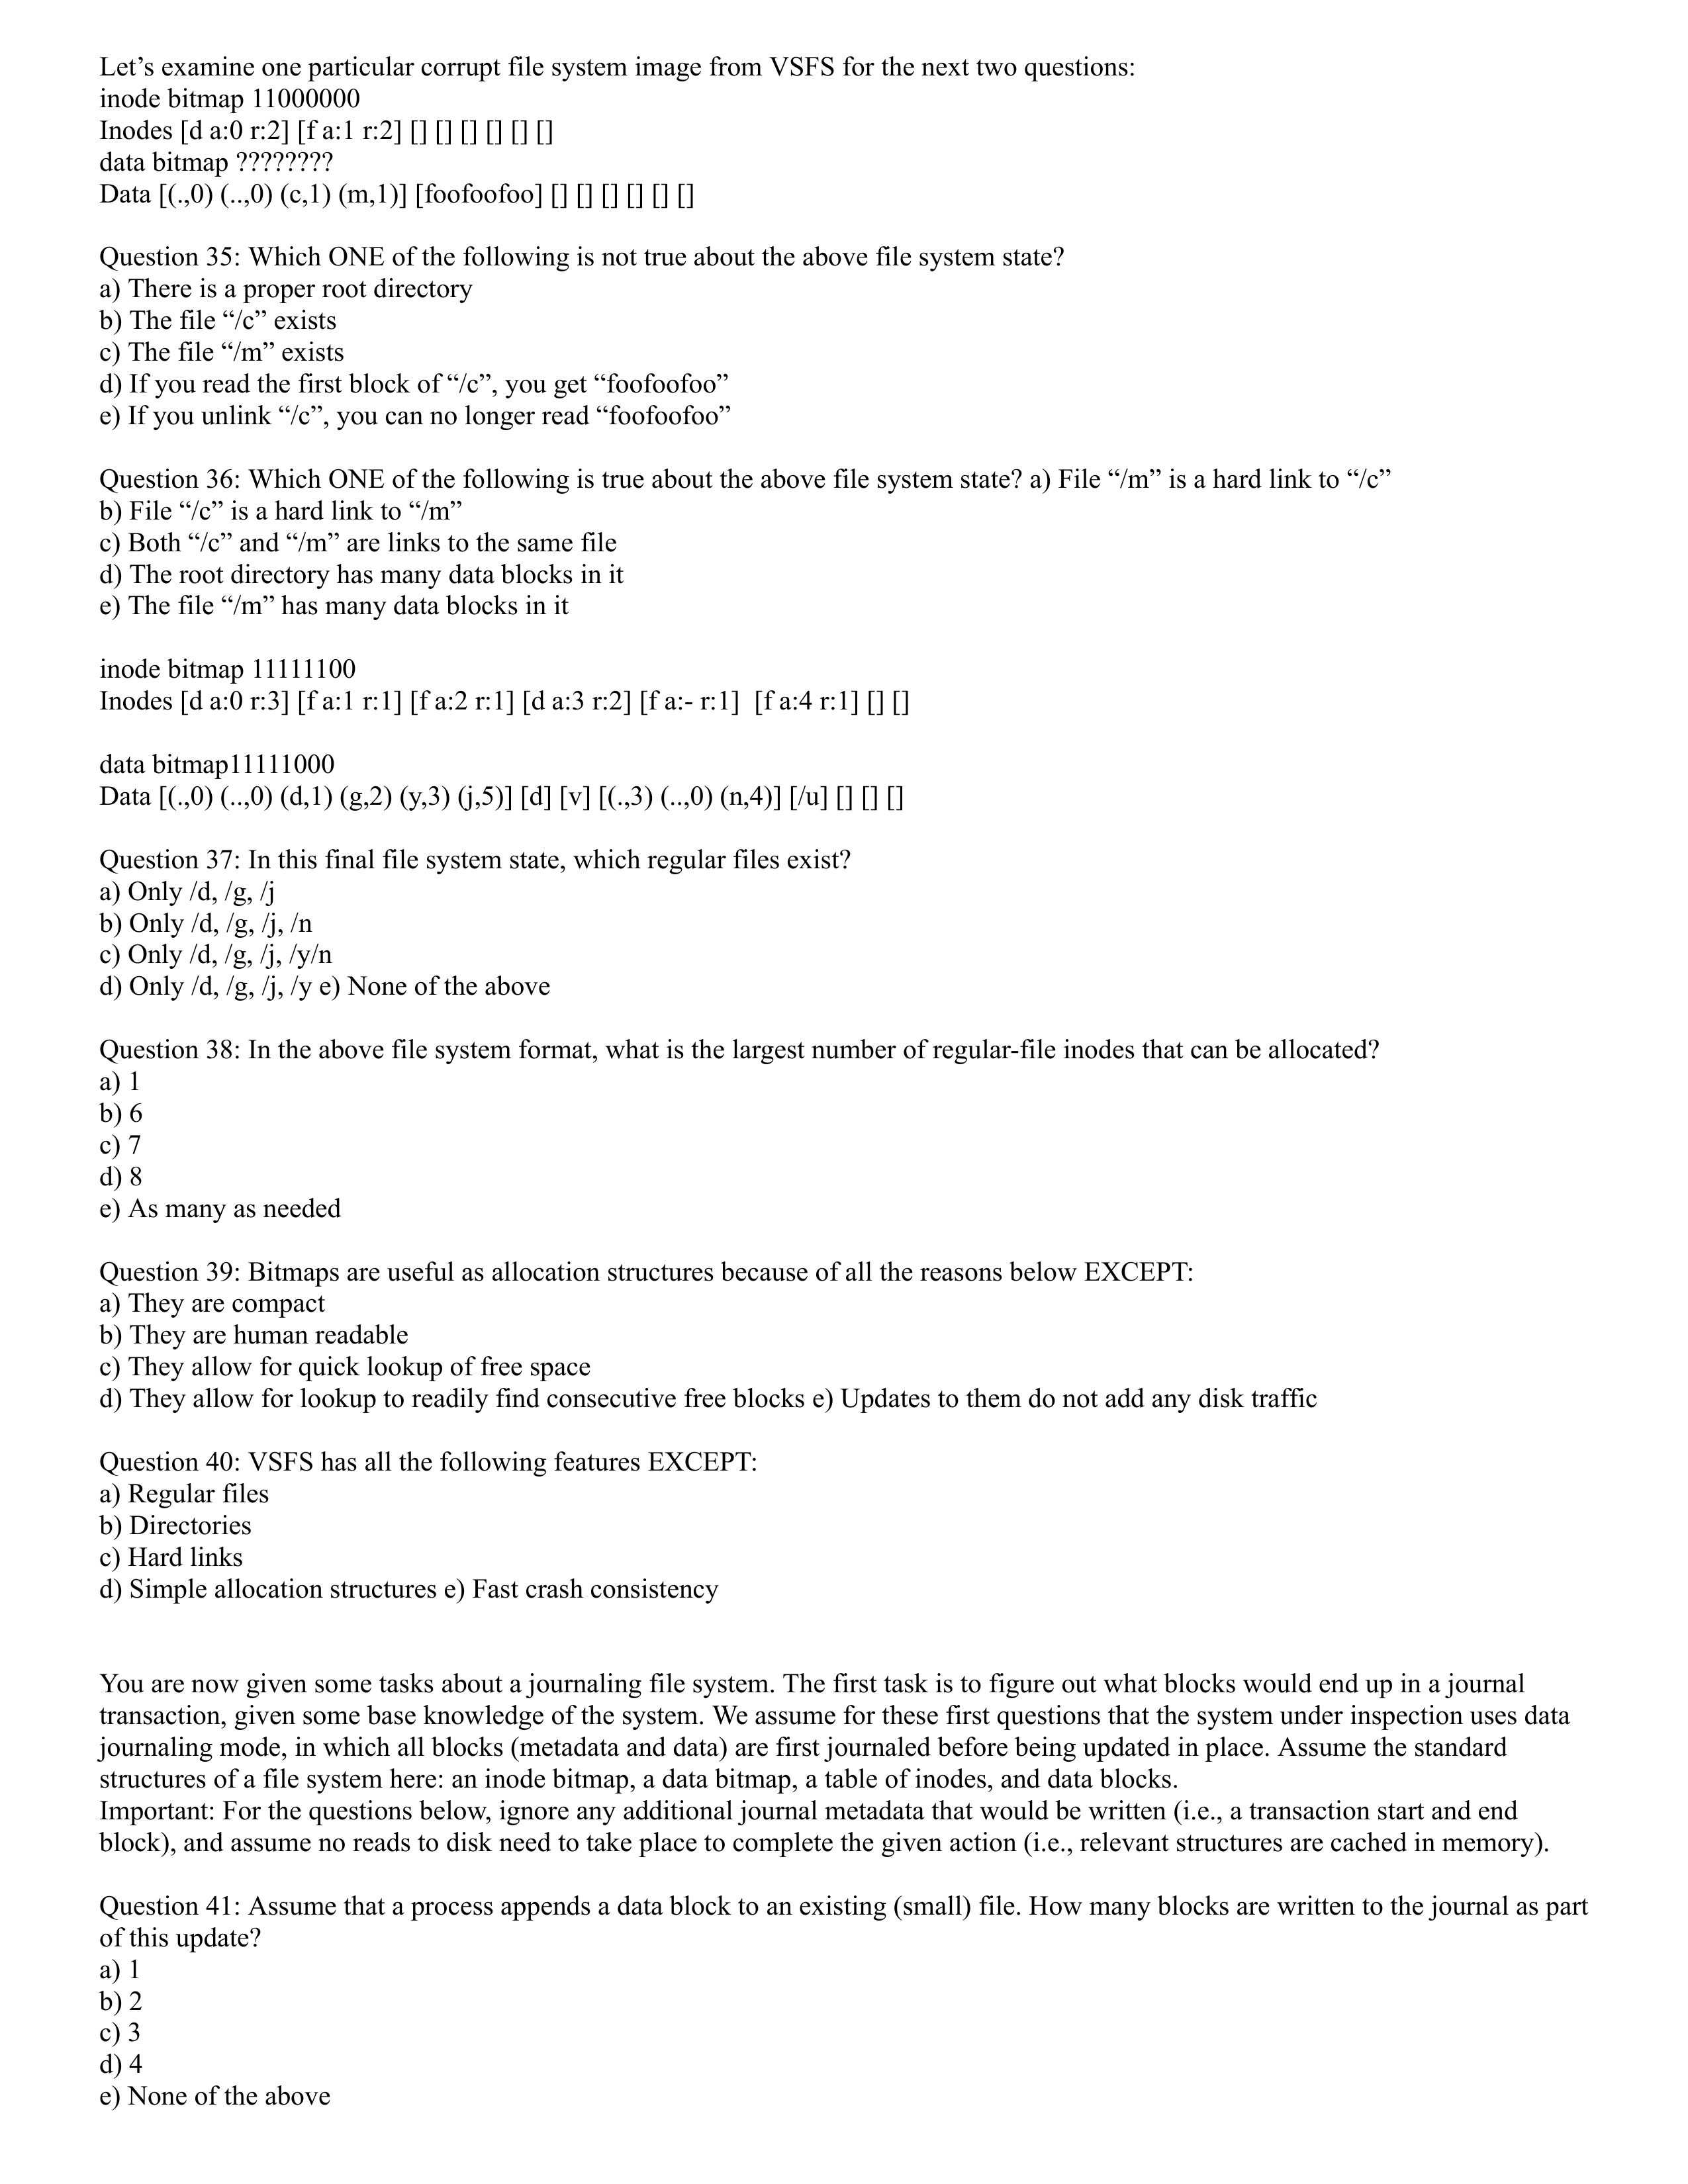 Let’s examine one particular corrupt file system image from VSFS for the next two questions:
inode bitmap 11000000
Inodes [d a:0 r:2] [f a:1 r:2] [] [] [] [] [] []
data bitmap ????????
Data [(.,0) (..,0) (c,1) (m,1)] [foofoofoo] [] [] [] [] [] []
Question 35: Which ONE of the following is not true about the above file system state?
a) There is a proper root directory
b) The file “/c” exists
c) The file “/m” exists
d) If you read the first block of “/c”, you get “foofoofoo”
e) If you unlink “/c”, you can no longer read “foofoofoo”
Question 36: Which ONE of the following is true about the above file system state? a) File “/m” is a hard link to “/c”
b) File “/c” is a hard link to “/m”
c) Both “/c” and “/m” are links to the same file
d) The root directory has many data blocks in it
e) The file “/m” has many data blocks in it
inode bitmap 11111100
Inodes [d a:0 r:3] [f a:1 r:1] [f a:2 r:1] [d a:3 r:2] [f a:- r:1]  [f a:4 r:1] [] []
data bitmap11111000
Data [(.,0) (..,0) (d,1) (g,2) (y,3) (j,5)] [d] [v] [(.,3) (..,0) (n,4)] [/u] [] [] []
Question 37: In this final file system state, which regular files exist?
a) Only /d, /g, /j
b) Only /d, /g, /j, /n
c) Only /d, /g, /j, /y/n
d) Only /d, /g, /j, /y e) None of the above
Question 38: In the above file system format, what is the largest number of regular-file inodes that can be allocated?
a) 1
b) 6
c) 7
d) 8
e) As many as needed
Question 39: Bitmaps are useful as allocation structures because of all the reasons below EXCEPT:
a) They are compact
b) They are human readable
c) They allow for quick lookup of free space
d) They allow for lookup to readily find consecutive free blocks e) Updates to them do not add any disk traffic
Question 40: VSFS has all the following features EXCEPT:
a) Regular files
b) Directories
c) Hard links
d) Simple allocation structures e) Fast crash consistency
You are now given some tasks about a journaling file system. The first task is to figure out what blocks would end up in a journal
transaction, given some base knowledge of the system. We assume for these first questions that the system under inspection uses data
journaling mode, in which all blocks (metadata and data) are first journaled before being updated in place. Assume the standard
structures of a file system here: an inode bitmap, a data bitmap, a table of inodes, and data blocks.
Important: For the questions below, ignore any additional journal metadata that would be written (i.e., a transaction start and end
block), and assume no reads to disk need to take place to complete the given action (i.e., relevant structures are cached in memory).
Question 41: Assume that a process appends a data block to an existing (small) file. How many blocks are written to the journal as part
of this update?
a) 1
b) 2
c) 3
d) 4
e) None of the above